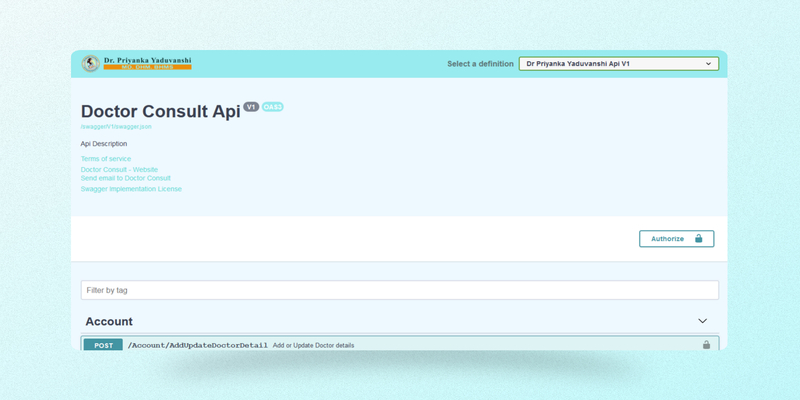 Dr. Priyanka Yaduvanshi
Select a definition
Dr Priyanka Yaduvanshi Api V1
Doctor Consult Api V1 OAS3
/swagger/V1/swagger.json
Api Description
Terms of service
Doctor Consult - Website
Send email to Doctor Consult
Swagger Implementation License
Authorize
Filter by tag
Account
POST /Account/AddUpdateDoctorDetail Add or Update Doctor details